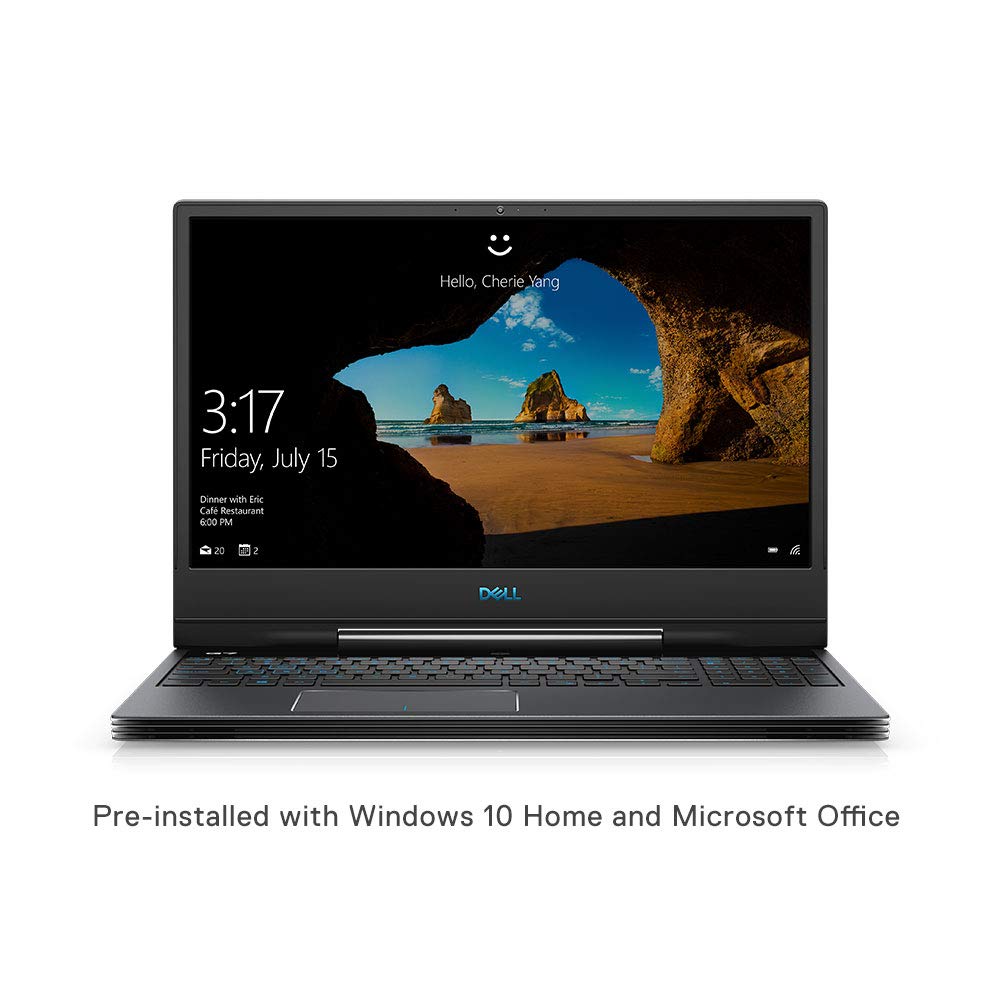 Hello, Cherie Yang
3:17
Friday, July 15
Dinner with Eric
Café Restaurant
6:00 PM
20
2
DELL
G7
Pre-installed with Windows 10 Home and Microsoft Office